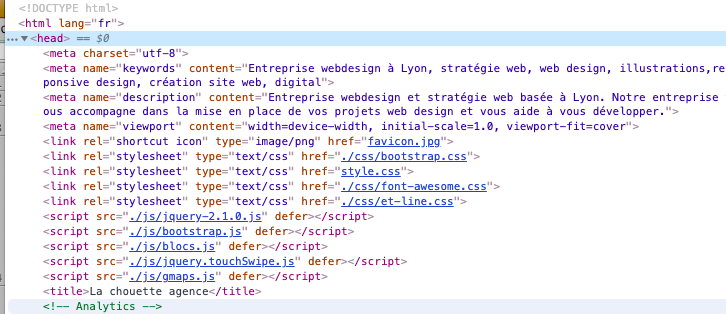 <!DOCTYPE html>
<html lang="fr">
<head> == $0
<meta charset="utf-8">
<meta name="keywords" content="Entreprise webdesign à Lyon, stratégie web, web design, illustrations,re
ponsive design, création site web, digital">
<meta name="description" content="Entreprise webdesign et stratégie web basée à Lyon. Notre entreprise
ous accompagne dans la mise en place de vos projets web design et vous aide à vous développer.">
<meta name="viewport" content="width=device-width, initial-scale=1.0, viewport-fit=cover">
<link rel="shortcut icon" type="image/png" href="favicon.jpg">
<link rel="stylesheet" type="text/css" href="./css/bootstrap.css">
<link rel="stylesheet" type="text/css" href="style.css">
<link rel="stylesheet" type="text/css" href="./css/font-awesome.css">
<link rel="stylesheet" type="text/css" href="./css/et-line.css">
<script src="./js/jquery-2.1.0.js" defer></script>
<script src="./js/bootstrap.js" defer></script>
<script src="./js/blocs.js" defer></script>
<script src="./js/jquery.touchSwipe.js" defer></script>
<script src="./js/gmaps.js" defer></script>
<title>La chouette agence</title>
<!-- Analytics -->